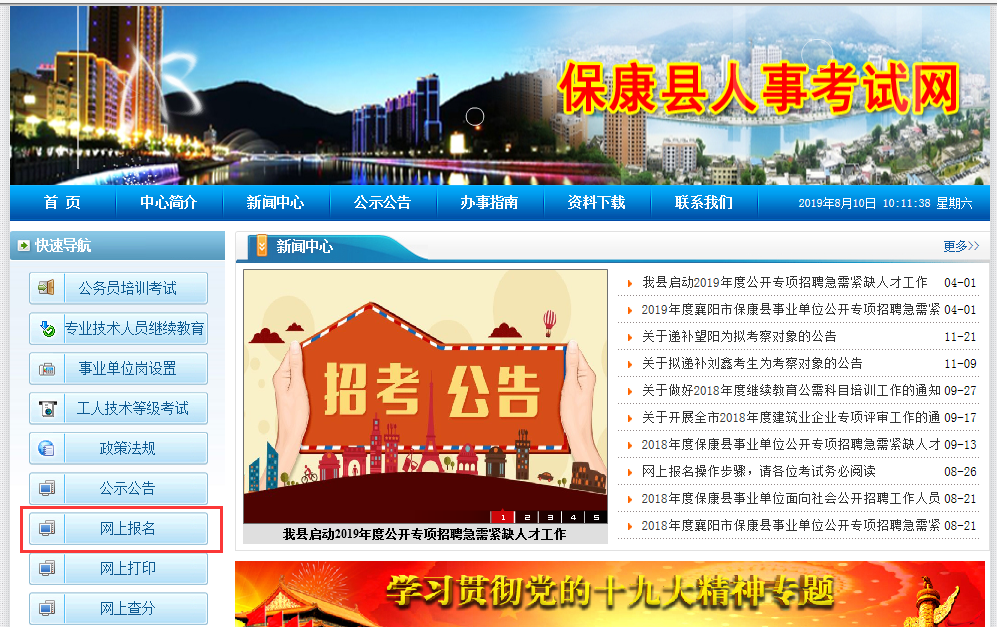 保康县人事考试网
首 页 中心简介 新闻中心 公示公告 办事指南 资料下载 联系我们 2019年8月10日 10:11:38 星期六
快速导航
公务员培训考试
专业技术人员继续教育
事业单位岗设置
工人技术等级考试
政策法规
公示公告
网上报名
网上打印
网上查分
新闻中心 更多>>
招考 公告
1 2 3 4 5
我县启动2019年度公开专项招聘急需紧缺人才工作
我县启动2019年度公开专项招聘急需紧缺人才工作 04-01
2019年度襄阳市保康县事业单位公开专项招聘急需紧 04-01
关于递补望阳为拟考察对象的公告 11-21
关于拟递补刘鑫考生为考察对象的公告 11-09
关于做好2018年度继续教育公需科目培训工作的通知 09-27
关于开展全市2018年度建筑业企业专项评审工作的通 09-17
2018年度保康县事业单位公开专项招聘急需紧缺人才 09-13
网上报名操作步骤，请各位考试务必阅读 08-26
2018年度保康县事业单位面向社会公开招聘工作人员 08-21
2018年度襄阳市保康县事业单位公开专项招聘急需紧 08-21
学习贯彻党的十九大精神专题